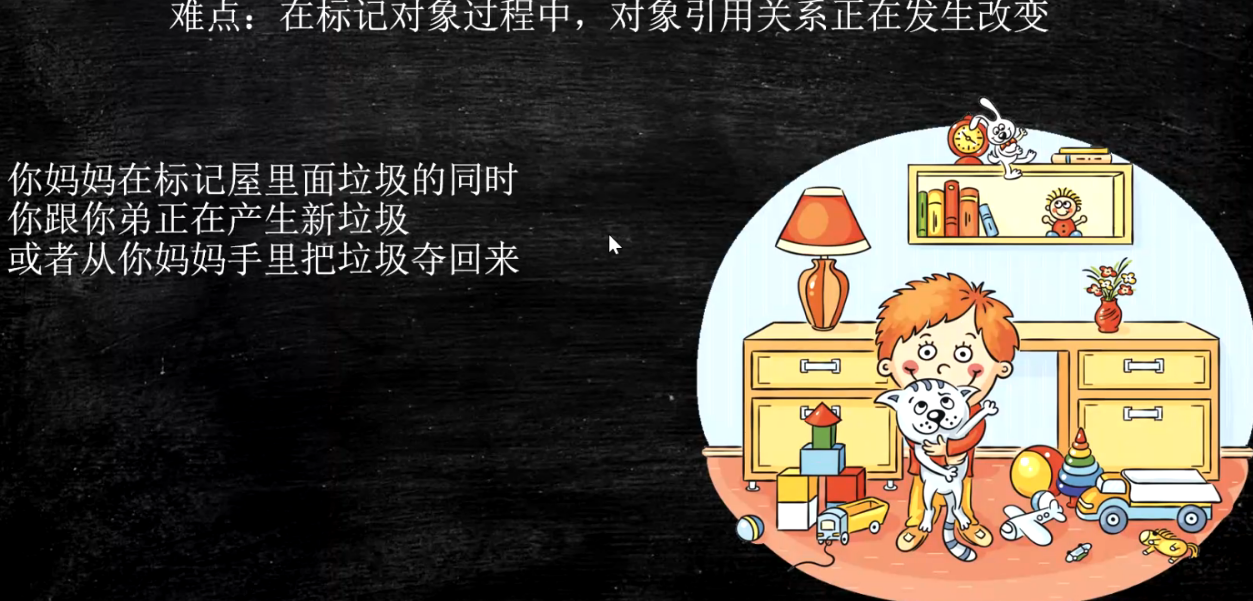 难点：在标记对象过程中，对象引用关系正在发生改变
你妈妈在标记屋里面垃圾的同时
你跟你弟正在产生新垃圾
或者从你妈妈手里把垃圾夺回来